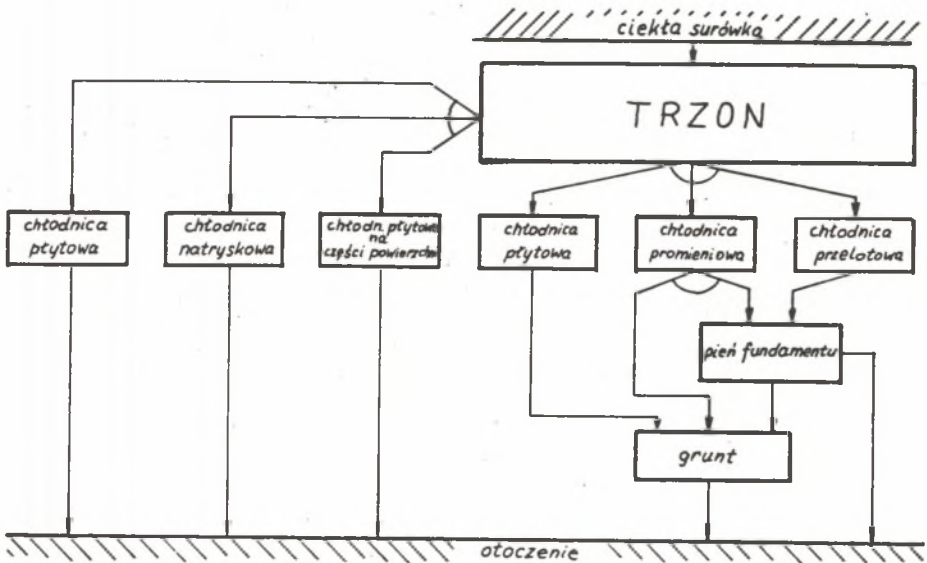 ciekła surówka
TRZON
chłodnica
płytowa
chłodnica
natryskowa
chłodn. płytowa
na
części powierzchni
chłodnica
płytowa
chłodnica
promieniowa
chłodnica
przelotowa
pień fundamentu
grunt
otoczenie